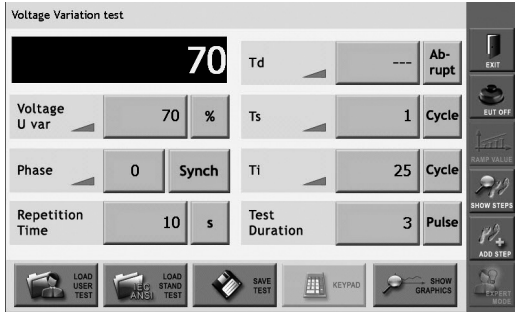 Voltage Variation test
70
Td --- Ab-
rupt
Voltage
U var 70 %
Ts 1 Cycle
Phase 0 Synch
Ti 25 Cycle
Repetition
Time 10 s
Test
Duration 3 Pulse
LOAD
USER
TEST
IEC
ANSI
LOAD
STAND
TEST
SAVE
TEST
KEYPAD
SHOW
GRAPHICS
EXIT
EUT OFF
RAMP VALUE
SHOW STEPS
ADD STEP
EXPERT
MODE